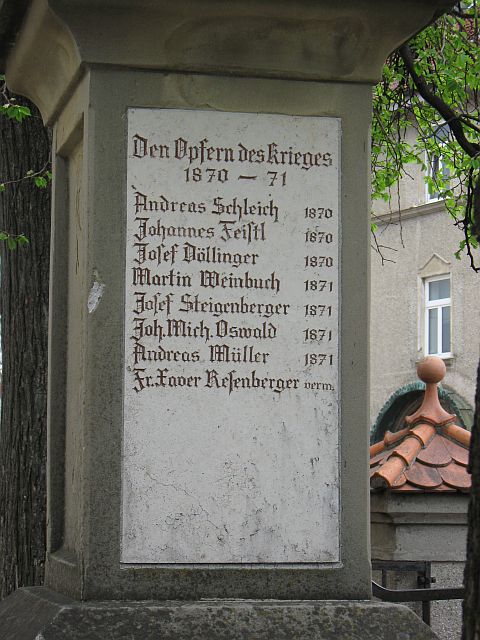 Den Opfern des Krieges
1870 – 71
Andreas Schleich 1870
Johannes Feistl 1870
Josef Döllinger 1870
Martin Weinbuch 1871
Josef Steigenberger 1871
Joh. Mich. Oswald 1871
Andreas Müller 1871
Fr. Xaver Resenberger verm.